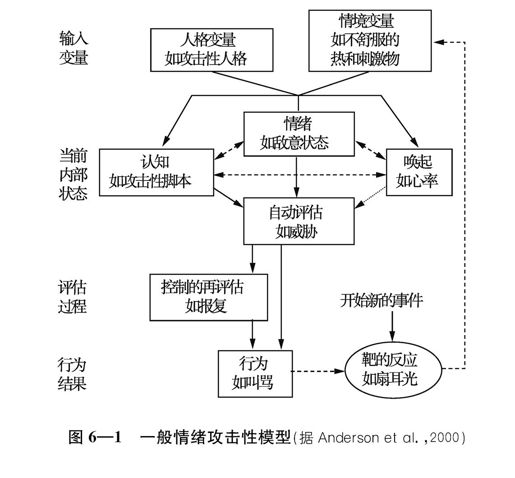 输入
变量
人格变量
如攻击性人格
情境变量
如不舒服的
热和刺激物
当前
内部
状态
认知
如攻击性脚本
情绪
如敌意状态
唤起
如心率
自动评估
如威胁
评估
过程
控制的再评估
如报复
开始新的事件
行为
结果
行为
如叫骂
靶的反应
如扇耳光
图 6—1 一般情绪攻击性模型(据 Anderson et al. ,2000)